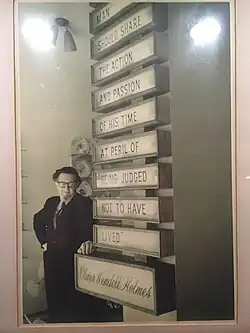 MAN
SHOULD SHARE
THE ACTION
AND PASSION
OF HIS TIME
AT PERIL OF
BEING JUDGED
NOT TO HAVE
LIVED"
Oliver Wendell Holmes